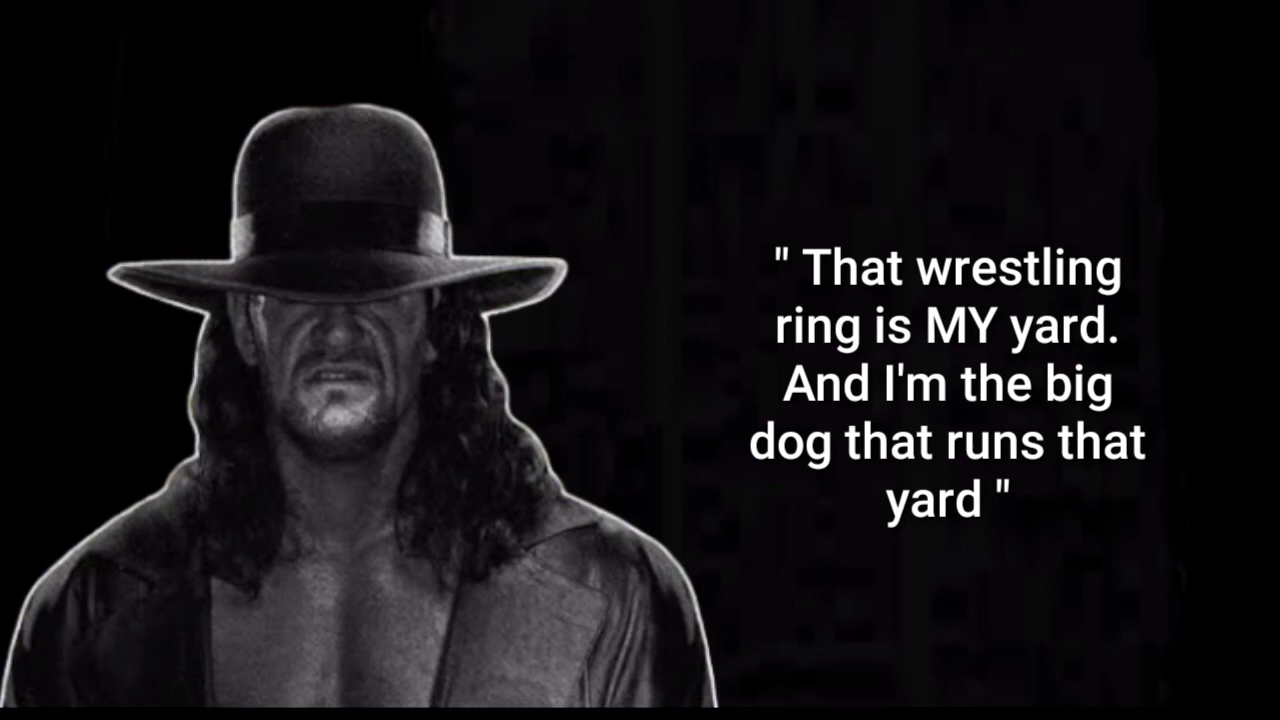 " That wrestling
ring is MY yard.
And I'm the big
dog that runs that
yard "